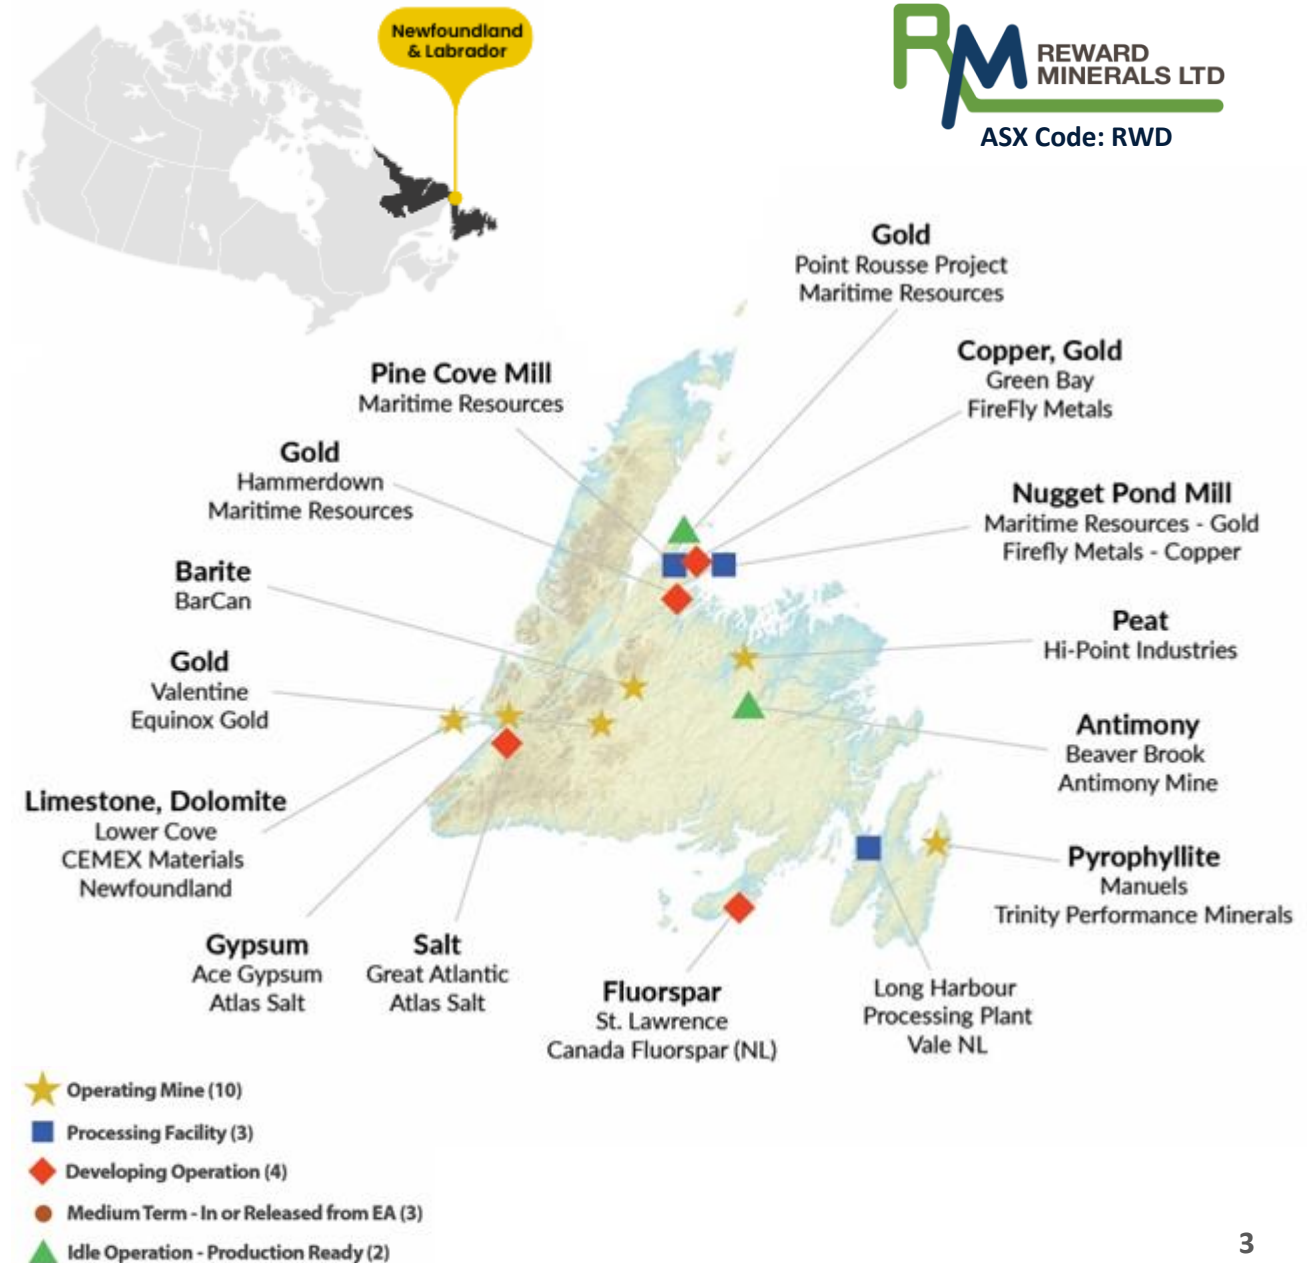 Newfoundland
& Labrador
RM
REWARD
MINERALS LTD
ASX Code: RWD
Gold
Point Rousse Project
Maritime Resources
Copper, Gold
Green Bay
FireFly Metals
Pine Cove Mill
Maritime Resources
Gold
Hammerdown
Maritime Resources
Nugget Pond Mill
Maritime Resources - Gold
Firefly Metals - Copper
Barite
BarCan
Peat
Hi-Point Industries
Gold
Valentine
Equinox Gold
Antimony
Beaver Brook
Antimony Mine
Limestone, Dolomite
Lower Cove
CEMEX Materials
Newfoundland
Pyrophyllite
Manuels
Trinity Performance Minerals
Gypsum
Ace Gypsum
Atlas Salt
Salt
Great Atlantic
Atlas Salt
Fluorspar
St. Lawrence
Canada Fluorspar (NL)
Long Harbour
Processing Plant
Vale NL
Operating Mine (10)
Processing Facility (3)
Developing Operation (4)
Medium Term - In or Released from EA (3)
Idle Operation - Production Ready (2)
3